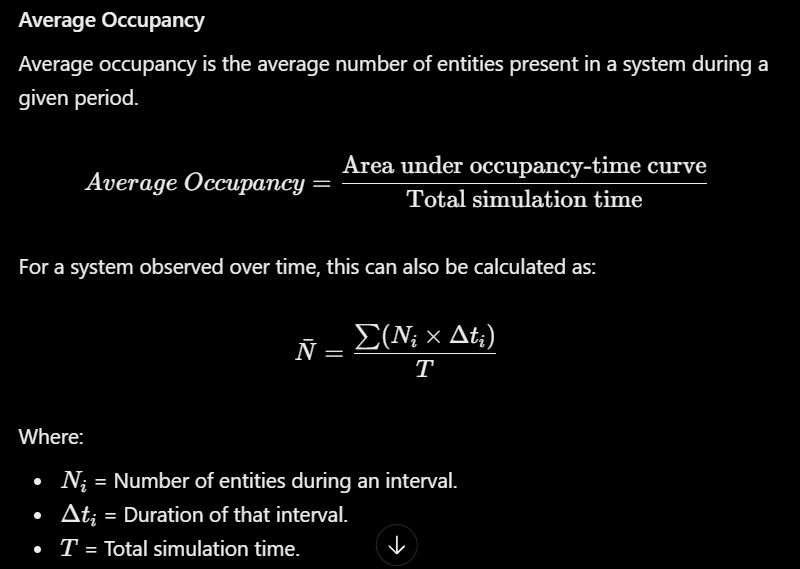 Average Occupancy
Average occupancy is the average number of entities present in a system during a
given period.
Average Occupancy = Area under occupancy-time curve / Total simulation time
For a system observed over time, this can also be calculated as:
N̄ = ∑(Nᵢ × Δtᵢ) / T
Where:
• Nᵢ = Number of entities during an interval.
• Δtᵢ = Duration of that interval.
• T = Total simulation time.